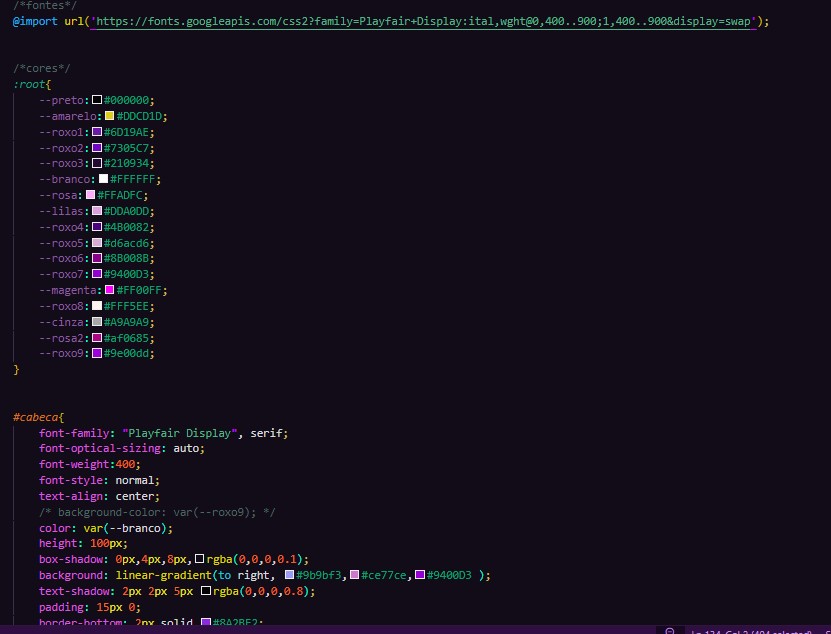 /*fontes*/
@import url('https://fonts.googleapis.com/css2?family=Playfair+Display:ital,wght@0,400..900;1,400..900&display=swap');
/*cores*/
:root{
--preto:#000000;
--amarelo:#DDCD1D;
--roxo1:#6D19AE;
--roxo2:#7305C7;
--roxo3:#210934;
--branco:#FFFFFF;
--rosa:#FFADFC;
--lilas:#DDA0DD;
--roxo4:#4B0082;
--roxo5:#d6acd6;
--roxo6:#8B008B;
--roxo7:#9400D3;
--magenta:#FF00FF;
--roxo8:#FFF5EE;
--cinza:#A9A9A9;
--rosa2:#af0685;
--roxo9:#9e00dd;
}
#cabeca{
font-family: "Playfair Display", serif;
font-optical-sizing: auto;
font-weight:400;
font-style: normal;
text-align: center;
/* background-color: var(--roxo9); */
color: var(--branco);
height: 100px;
box-shadow: 0px,4px,8px,rgba(0,0,0,0.1);
background: linear-gradient(to right, #9b9bf3,#ce77ce,#9400D3 );
text-shadow: 2px 2px 5px rgba(0,0,0,0.8);
padding: 15px 0;
border-bottom: 2px solid #8A2BE2;